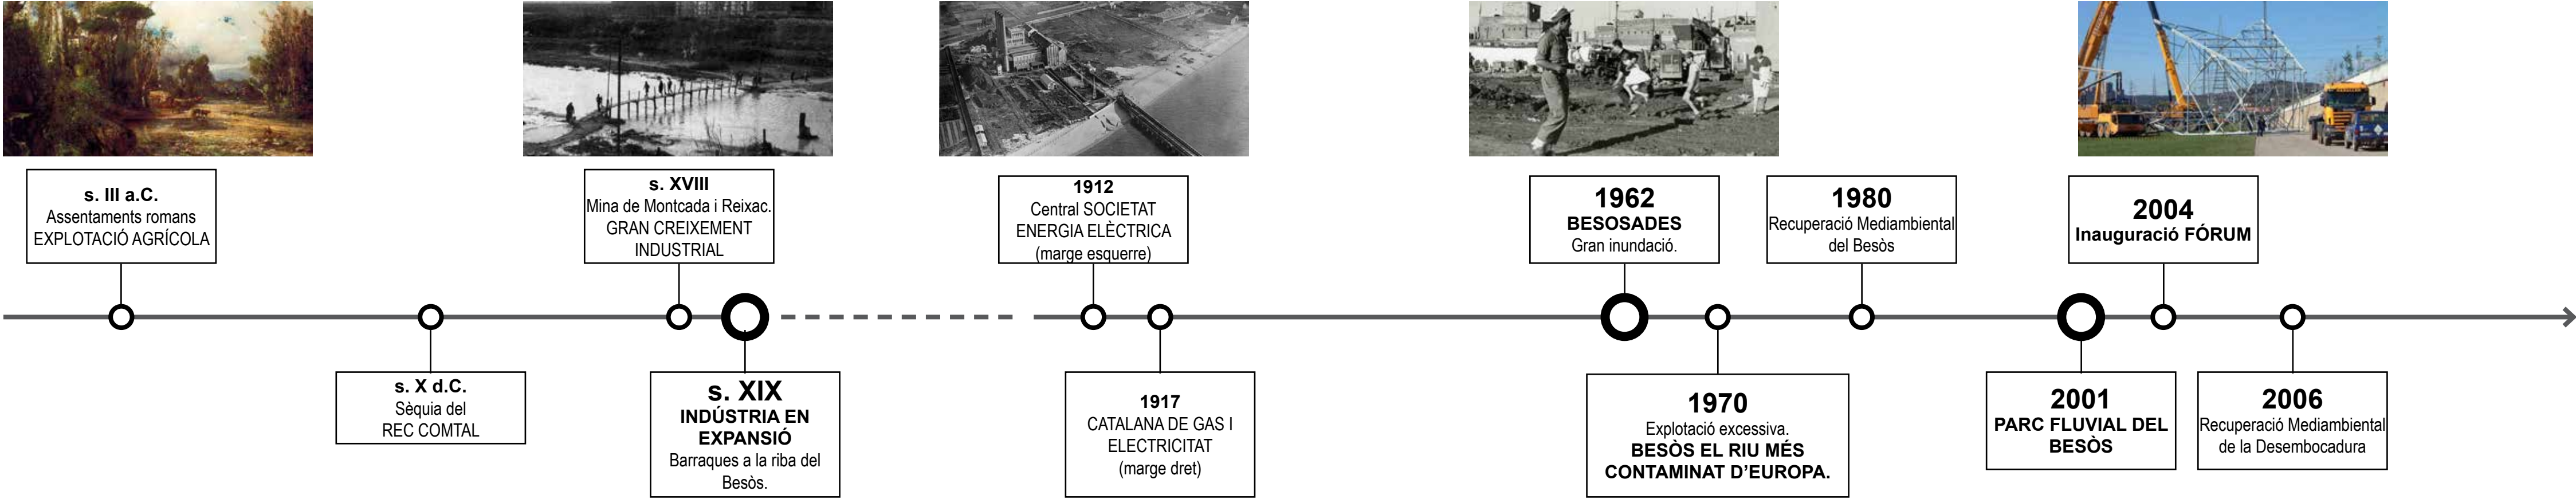 s. III a.C.
Assentaments romans
EXPLOTACIÓ AGRÍCOLA
s. X d.C.
Sèquia del
REC COMTAL
s. XVIII
Mina de Montcada i Reixac.
GRAN CREIXEMENT
INDUSTRIAL
s. XIX
INDÚSTRIA EN
EXPANSIÓ
Barraques a la riba del
Besòs.
1912
Central SOCIETAT
ENERGIA ELÈCTRICA
(marge esquerre)
1917
CATALANA DE GAS I
ELECTRICITAT
(marge dret)
1962
BESOSADES
Gran inundació.
1970
Explotació excessiva.
BESÒS EL RIU MÉS
CONTAMINAT D’EUROPA.
1980
Recuperació Mediambiental
del Besòs
2001
PARC FLUVIAL DEL
BESÒS
2004
Inauguració FÓRUM
2006
Recuperació Mediambiental
de la Desembocadura